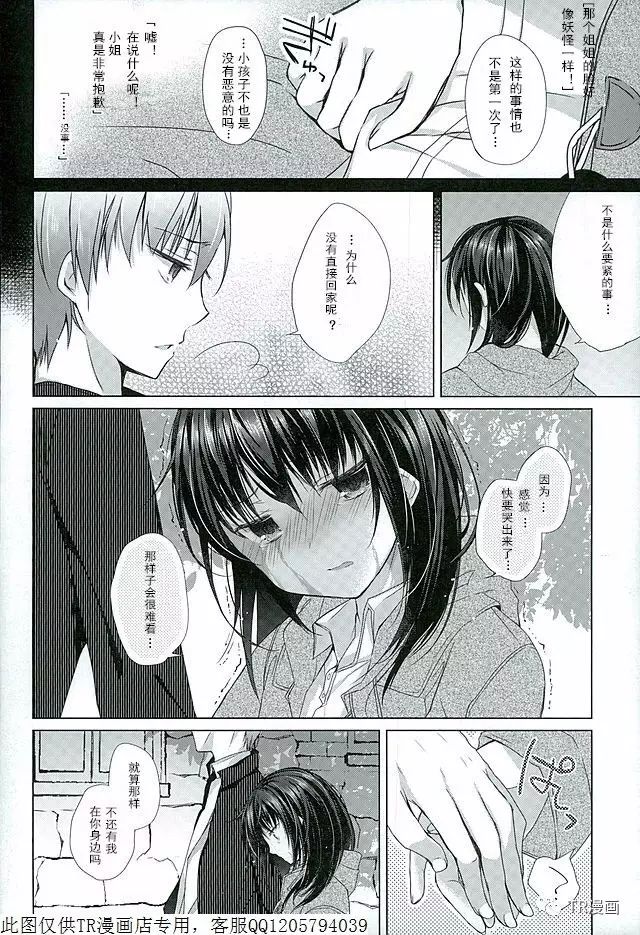 [那个姐姐的脸好
像妖怪一样！]
这样的事情也
不是第一次了…
…小孩子不也是
没有恶意的吗…
「嘘！
在说什么呢！
小姐
真是非常抱歉」
「……没事…」
不是什么要紧的事…
…为什么
没有直接回家呢？
因为…
感觉…
快要哭出来了…
那样子会很难看…
？
就算那样
不还有我
在你身边吗
TR漫画
此图仅供TR漫画店专用，客服QQ1205794039